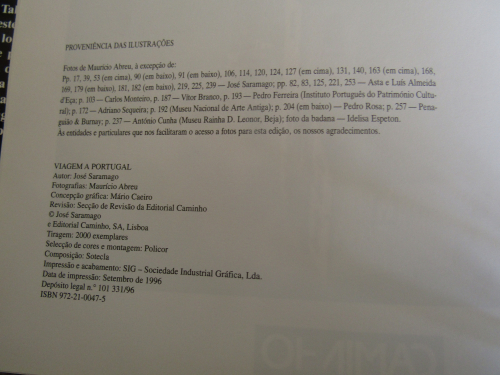 PROVENIÊNCIA DAS ILUSTRAÇÕES
Fotos de Maurício Abreu, à excepção de:
Pp. 17, 39, 53 (em cima), 90 (em baixo), 91 (em baixo), 106, 114, 120, 124, 127 (em cima), 131, 140, 163 (em cima), 168,
169, 179 (em baixo), 181, 182 (em baixo), 219, 225, 239 — José Saramago; pp. 82, 83, 125, 221, 253 — Asta e Luís Almeida
d'Eça; p. 103 — Carlos Monteiro, p. 187 — Vítor Branco, p. 193 — Pedro Ferreira (Instituto Português do Património Cultu-
ral); p. 172 — Adriano Sequeira; p. 192 (Museu Nacional de Arte Antiga); p. 204 (em baixo) — Pedro Rosa; p. 257 — Pena-
guião & Burnay; p. 237 — António Cunha (Museu Rainha D. Leonor, Beja); foto da badana — Idelisa Espeton.
Às entidades e particulares que nos facilitaram o acesso a fotos para esta edição, os nossos agradecimentos.
VIAGEM A PORTUGAL
Autor: José Saramago
Fotografias: Maurício Abreu
Concepção gráfica: Mário Caeiro
Revisão: Secção de Revisão da Editorial Caminho
© José Saramago
e Editorial Caminho, SA, Lisboa
Tiragem: 2000 exemplares
Selecção de cores e montagem: Policor
Composição: Sotecla
Impressão e acabamento: SIG – Sociedade Industrial Gráfica, Lda.
Data de impressão: Setembro de 1996
Depósito legal n.º 101 331/96
ISBN 972-21-0047-5